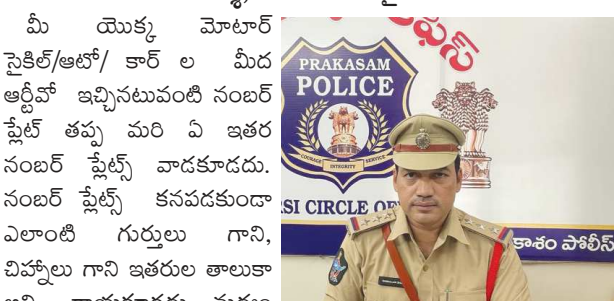 మీ యొక్క మోటార్
సైకిల్/ఆటో/ కార్ ల మీద
ఆర్టీవో ఇచ్చినటువంటి నంబర్
ప్లేట్ తప్ప మరి ఏ ఇతర
నంబర్ ప్లేట్స్ వాడకూడదు.
నంబర్ ప్లేట్స్ కనపడకుండా
ఎలాంటి గుర్తులు గాని,
చిహ్నాలు గాని ఇతరుల తాలుకా
PRAKASAM
POLICE
COURAGE INTEGRITY SERVICE
SI CIRCLE OF
కాశం పోలీస్